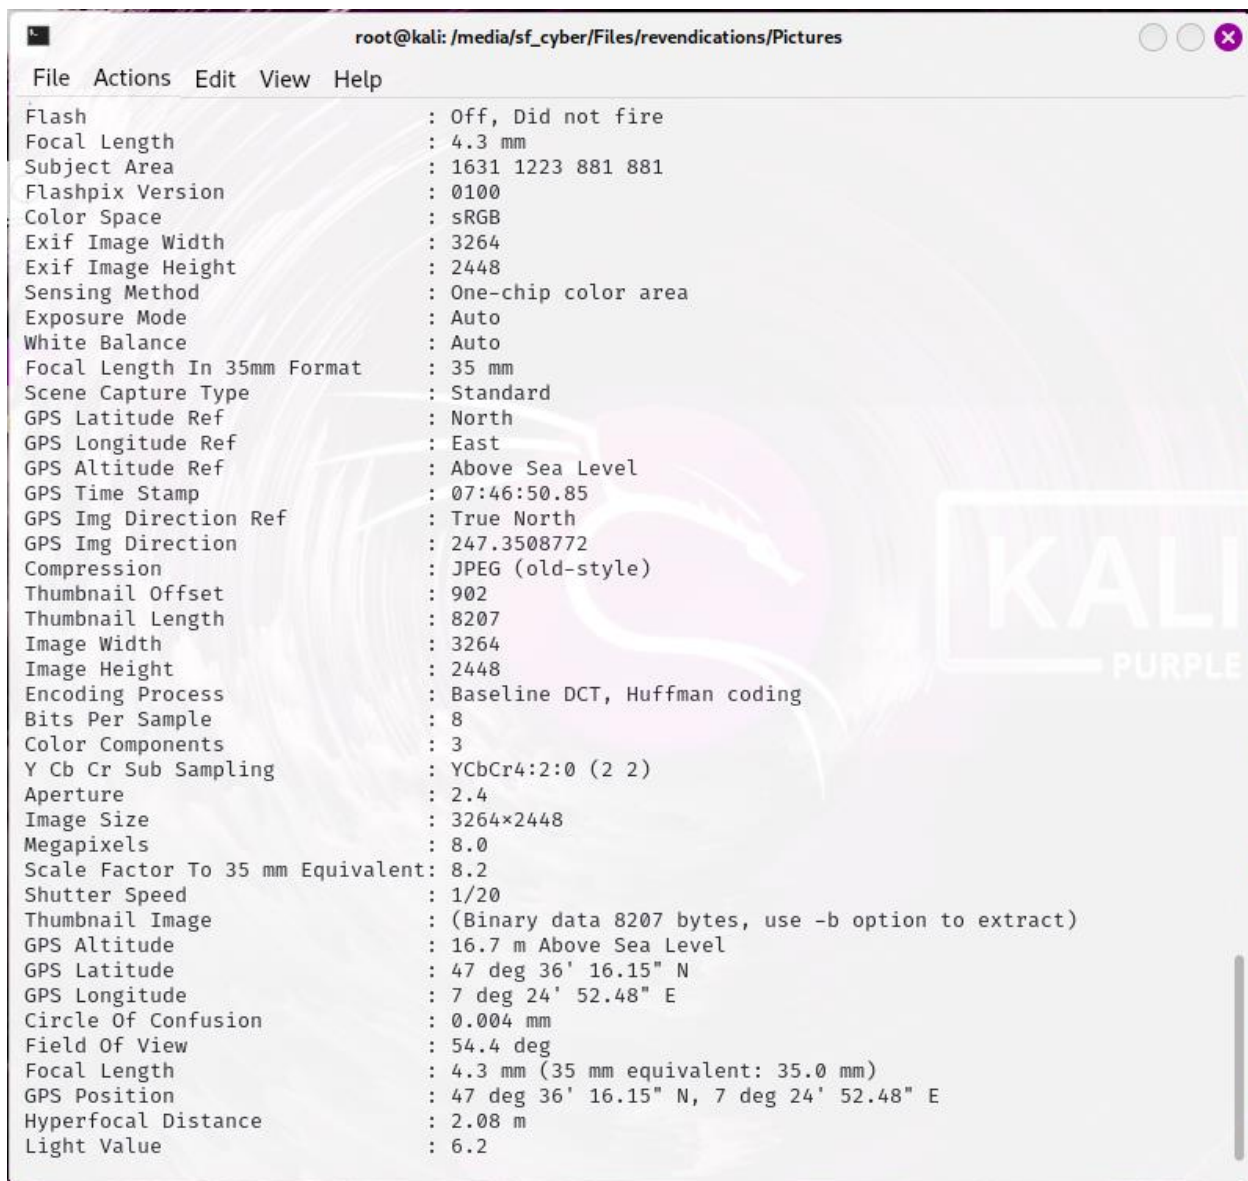 root@kali: /media/sf_cyber/Files/revendications/Pictures
File Actions Edit View Help
Flash : Off, Did not fire
Focal Length : 4.3 mm
Subject Area : 1631 1223 881 881
Flashpix Version : 0100
Color Space : sRGB
Exif Image Width : 3264
Exif Image Height : 2448
Sensing Method : One-chip color area
Exposure Mode : Auto
White Balance : Auto
Focal Length In 35mm Format : 35 mm
Scene Capture Type : Standard
GPS Latitude Ref : North
GPS Longitude Ref : East
GPS Altitude Ref : Above Sea Level
GPS Time Stamp : 07:46:50.85
GPS Img Direction Ref : True North
GPS Img Direction : 247.3508772
Compression : JPEG (old-style)
Thumbnail Offset : 902
Thumbnail Length : 8207
Image Width : 3264
Image Height : 2448
Encoding Process : Baseline DCT, Huffman coding
Bits Per Sample : 8
Color Components : 3
Y Cb Cr Sub Sampling : YCbCr4:2:0 (2 2)
Aperture : 2.4
Image Size : 3264×2448
Megapixels : 8.0
Scale Factor To 35 mm Equivalent: 8.2
Shutter Speed : 1/20
Thumbnail Image : (Binary data 8207 bytes, use -b option to extract)
GPS Altitude : 16.7 m Above Sea Level
GPS Latitude : 47 deg 36' 16.15" N
GPS Longitude : 7 deg 24' 52.48" E
Circle Of Confusion : 0.004 mm
Field Of View : 54.4 deg
Focal Length : 4.3 mm (35 mm equivalent: 35.0 mm)
GPS Position : 47 deg 36' 16.15" N, 7 deg 24' 52.48" E
Hyperfocal Distance : 2.08 m
Light Value : 6.2
KALI
PURPLE